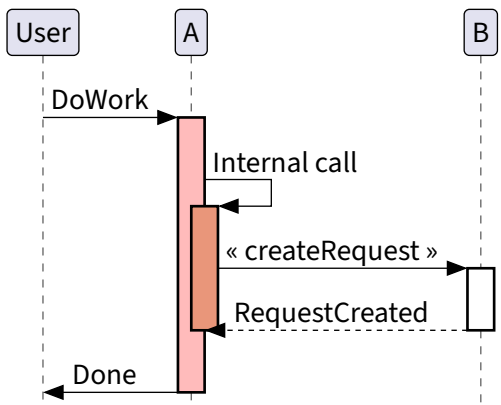 User A B
DoWork
Internal call
« createRequest »
RequestCreated
Done